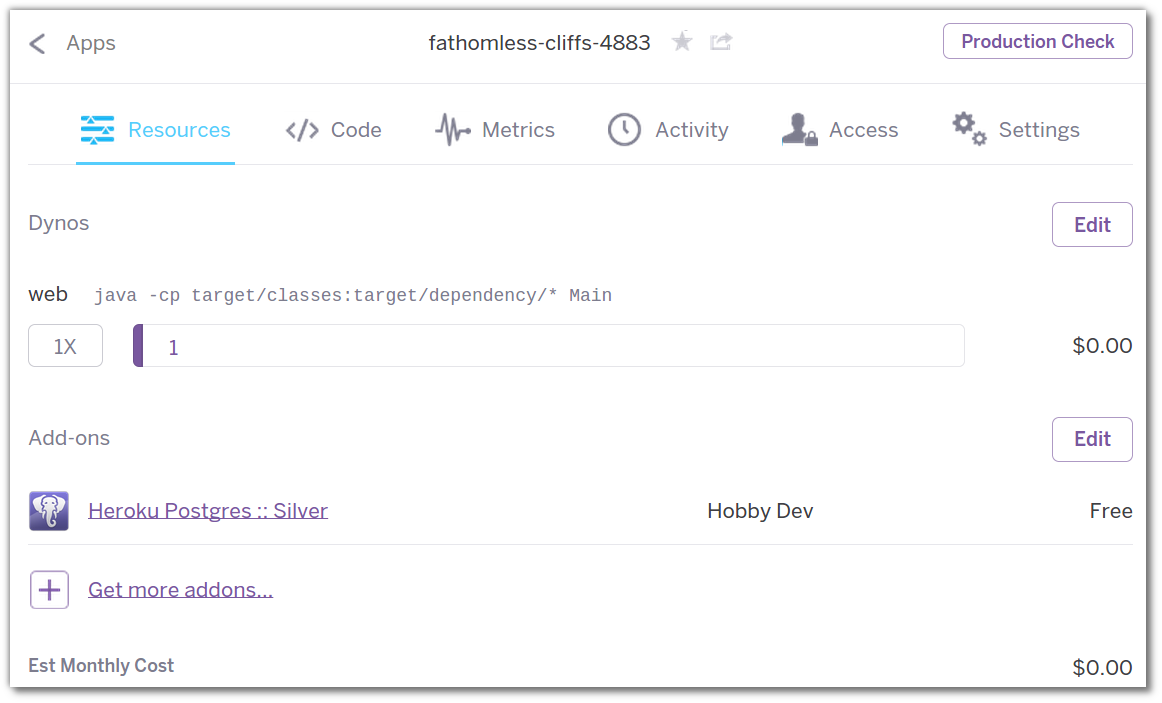 Apps fathomless-cliffs-4883 Production Check
Resources Code Metrics Activity Access Settings
Dynos Edit
web java -cp target/classes:target/dependency/* Main
1X 1 $0.00
Add-ons Edit
Heroku Postgres :: Silver Hobby Dev Free
Get more addons...
Est Monthly Cost $0.00